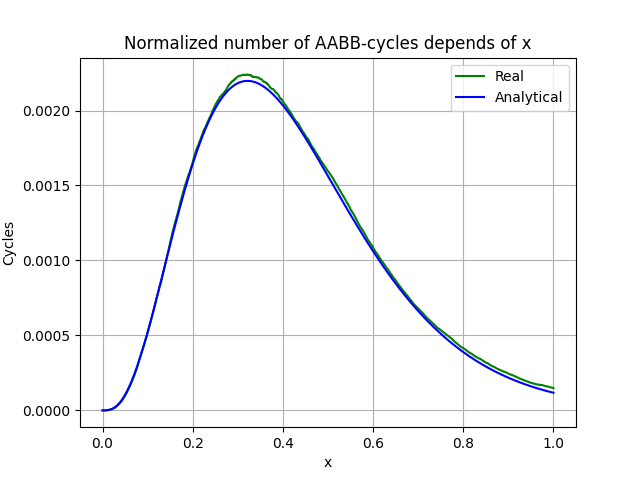 Normalized number of AABB-cycles depends of x
Real
Analytical
Cycles
0.0020
0.0015
0.0010
0.0005
0.0000
0.0
0.2
0.4
0.6
0.8
1.0
x